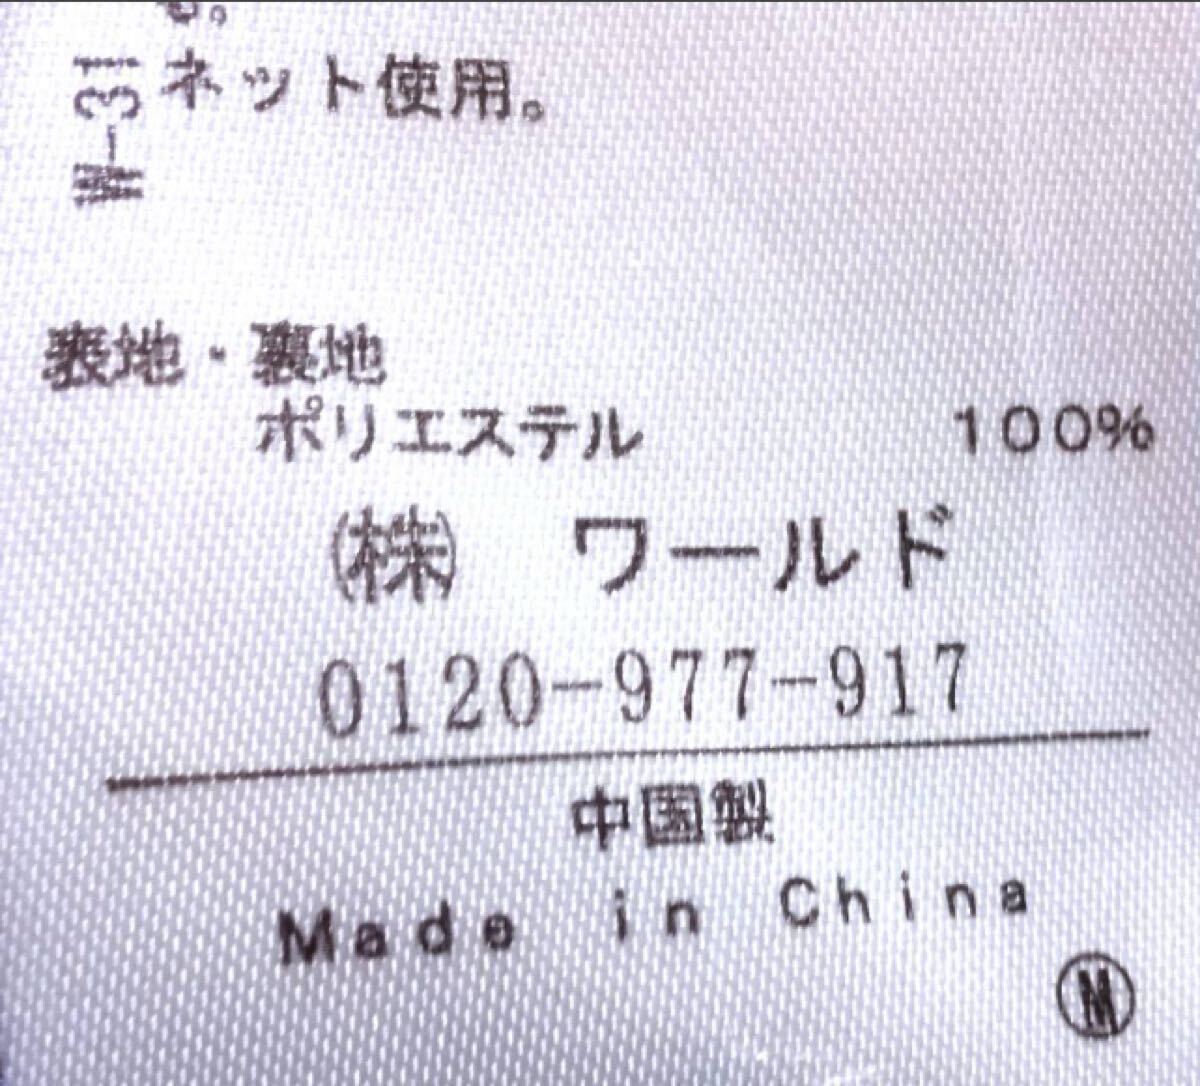 ネット使用。
表地・裏地
ポリエステル 100%
㈱ ワールド
0120-977-917
中国製
Made in China
Ⓜ